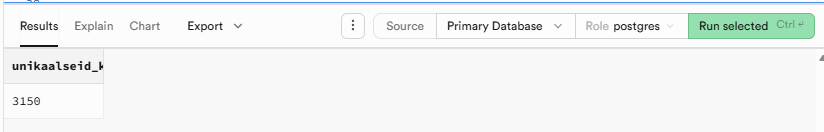 Results Explain Chart Export Source Primary Database Role postgres Run selected Ctrl ↵
unikaalseid_k
3150